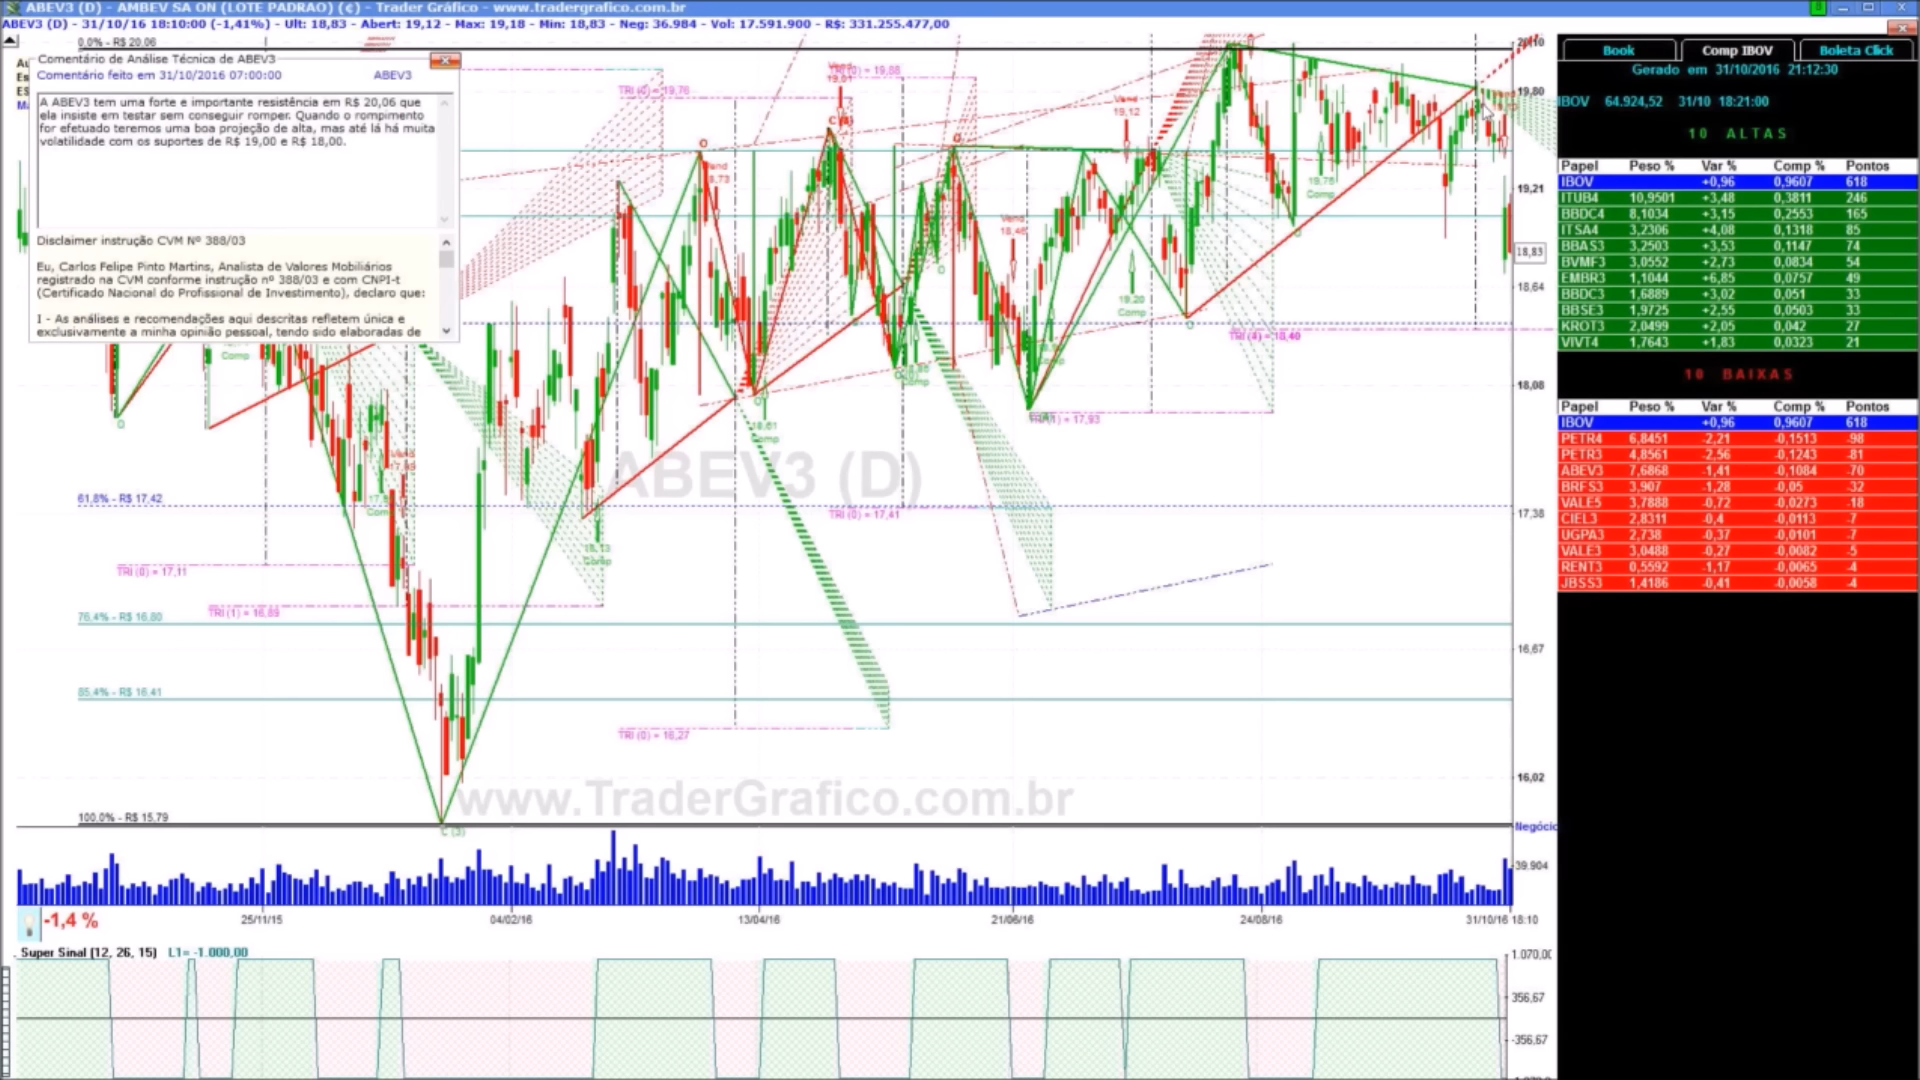 ABEV3 (D) - AMBEV SA ON (LOTE PADRAO) (c) - Trader Gráfico - www.tradergrafico.com.br
ABEV3 (D) - 31/10/16 18:10:00 (-1,41%) - Ult: 18,83 - Abert: 19,12 - Max: 19,18 - Min: 18,83 - Neg: 36.984 - Vol: 17.591.900 - R$: 331.255.477,00
0,0% - R$ 20,06
Comentário de Análise Técnica de ABEV3
Comentário feito em 31/10/2016 07:00:00 ABEV3
A ABEV3 tem uma forte e importante resistência em R$ 20,06 que
ela insiste em testar sem conseguir romper. Quando o rompimento
for efetuado teremos uma boa projeção de alta, mas até lá há muita
volatilidade com os suportes de R$ 19,00 e R$ 18,00.
Disclaimer instrução CVM Nº 388/03
Eu, Carlos Felipe Pinto Martins, Analista de Valores Mobiliários
registrado na CVM conforme instrução nº 388/03 e com CNPI-t
(Certificado Nacional do Profissional de Investimento), declaro que:
I - As análises e recomendações aqui descritas refletem única e
exclusivamente a minha opinião pessoal, tendo sido elaboradas de
TRI (0) = 19,76
TRI (0) = 19,88
19,12
19,78
Comp
19,20
Comp
TRI (4) = 18,40
TRI (1) = 17,93
TRI (0) = 17,41
TRI (0) = 17,11
TRI (1) = 16,89
TRI (0) = 16,27
61,8% - R$ 17,42
76,4% - R$ 16,80
85,4% - R$ 16,41
100,0% - R$ 15,79
C (3)
ABEV3 (D)
www.TraderGrafico.com.br
20,10
19,80
19,21
18,83
18,64
18,08
17,38
16,67
16,02
Negócio
39.904
-1,4 %
25/11/15
04/02/16
13/04/16
21/06/16
24/08/16
31/10/16 18:10
Super Sinal (12, 26, 15) L1= -1.000,00
356,67
-356,67
Book
Comp IBOV
Boleta Click
Gerado em 31/10/2016 21:12:30
IBOV 64.924,52 31/10 18:21:00
10 ALTAS
Papel Peso % Var % Comp % Pontos
IBOV +0,96 0,9607 618
ITUB4 10,9501 +3,48 0,3811 246
BBDC4 8,1034 +3,15 0,2553 165
ITSA4 3,2306 +4,08 0,1318 85
BBAS3 3,2503 +3,53 0,1147 74
BVMF3 3,0552 +2,73 0,0834 54
EMBR3 1,1044 +6,85 0,0757 49
BBDC3 1,6889 +3,02 0,051 33
BBSE3 1,9725 +2,55 0,0503 33
KROT3 2,0499 +2,05 0,042 27
VIVT4 1,7643 +1,83 0,0323 21
10 BAIXAS
Papel Peso % Var % Comp % Pontos
IBOV +0,96 0,9607 618
PETR4 6,8451 -2,21 -0,1513 -98
PETR3 4,8561 -2,56 -0,1243 -81
ABEV3 7,6868 -1,41 -0,1084 -70
BRFS3 3,907 -1,28 -0,05 -32
VALE5 3,7888 -0,72 -0,0273 -18
CIEL3 2,8311 -0,4 -0,0113 -7
UGPA3 2,738 -0,37 -0,0101 -7
VALE3 3,0488 -0,27 -0,0082 -5
RENT3 0,5592 -1,17 -0,0065 -4
JBSS3 1,4186 -0,41 -0,0058 -4